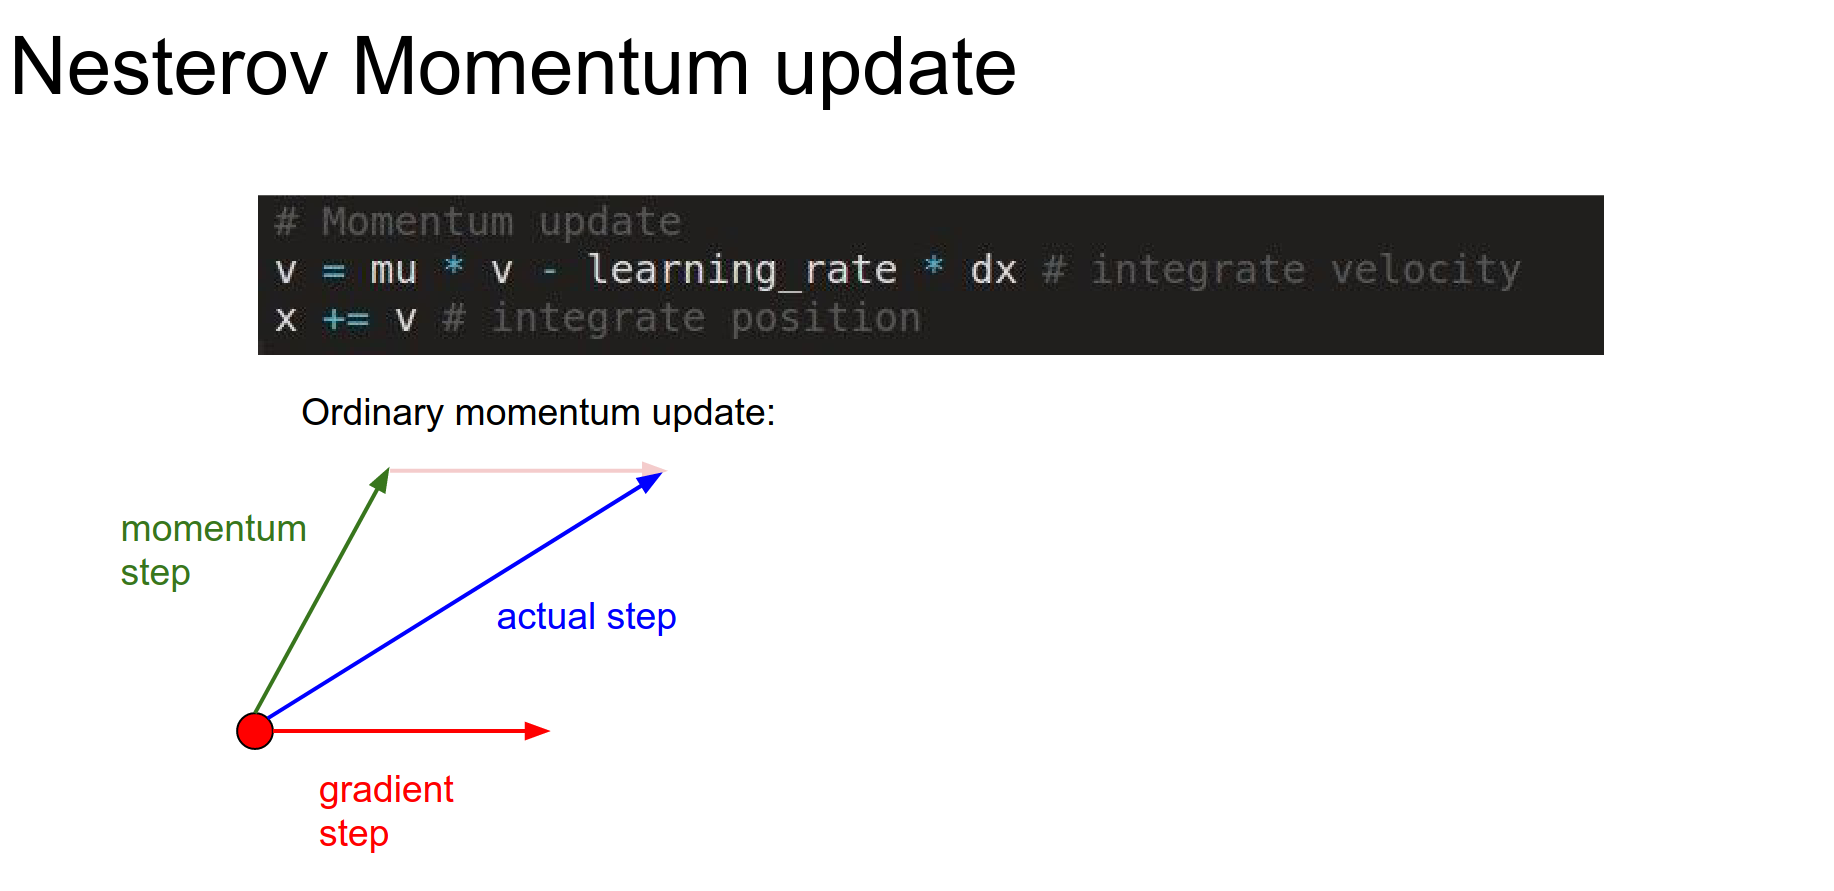 Nesterov Momentum update
# Momentum update
v = mu * v - learning_rate * dx # integrate velocity
x += v # integrate position
Ordinary momentum update:
momentum
step
actual step
gradient
step